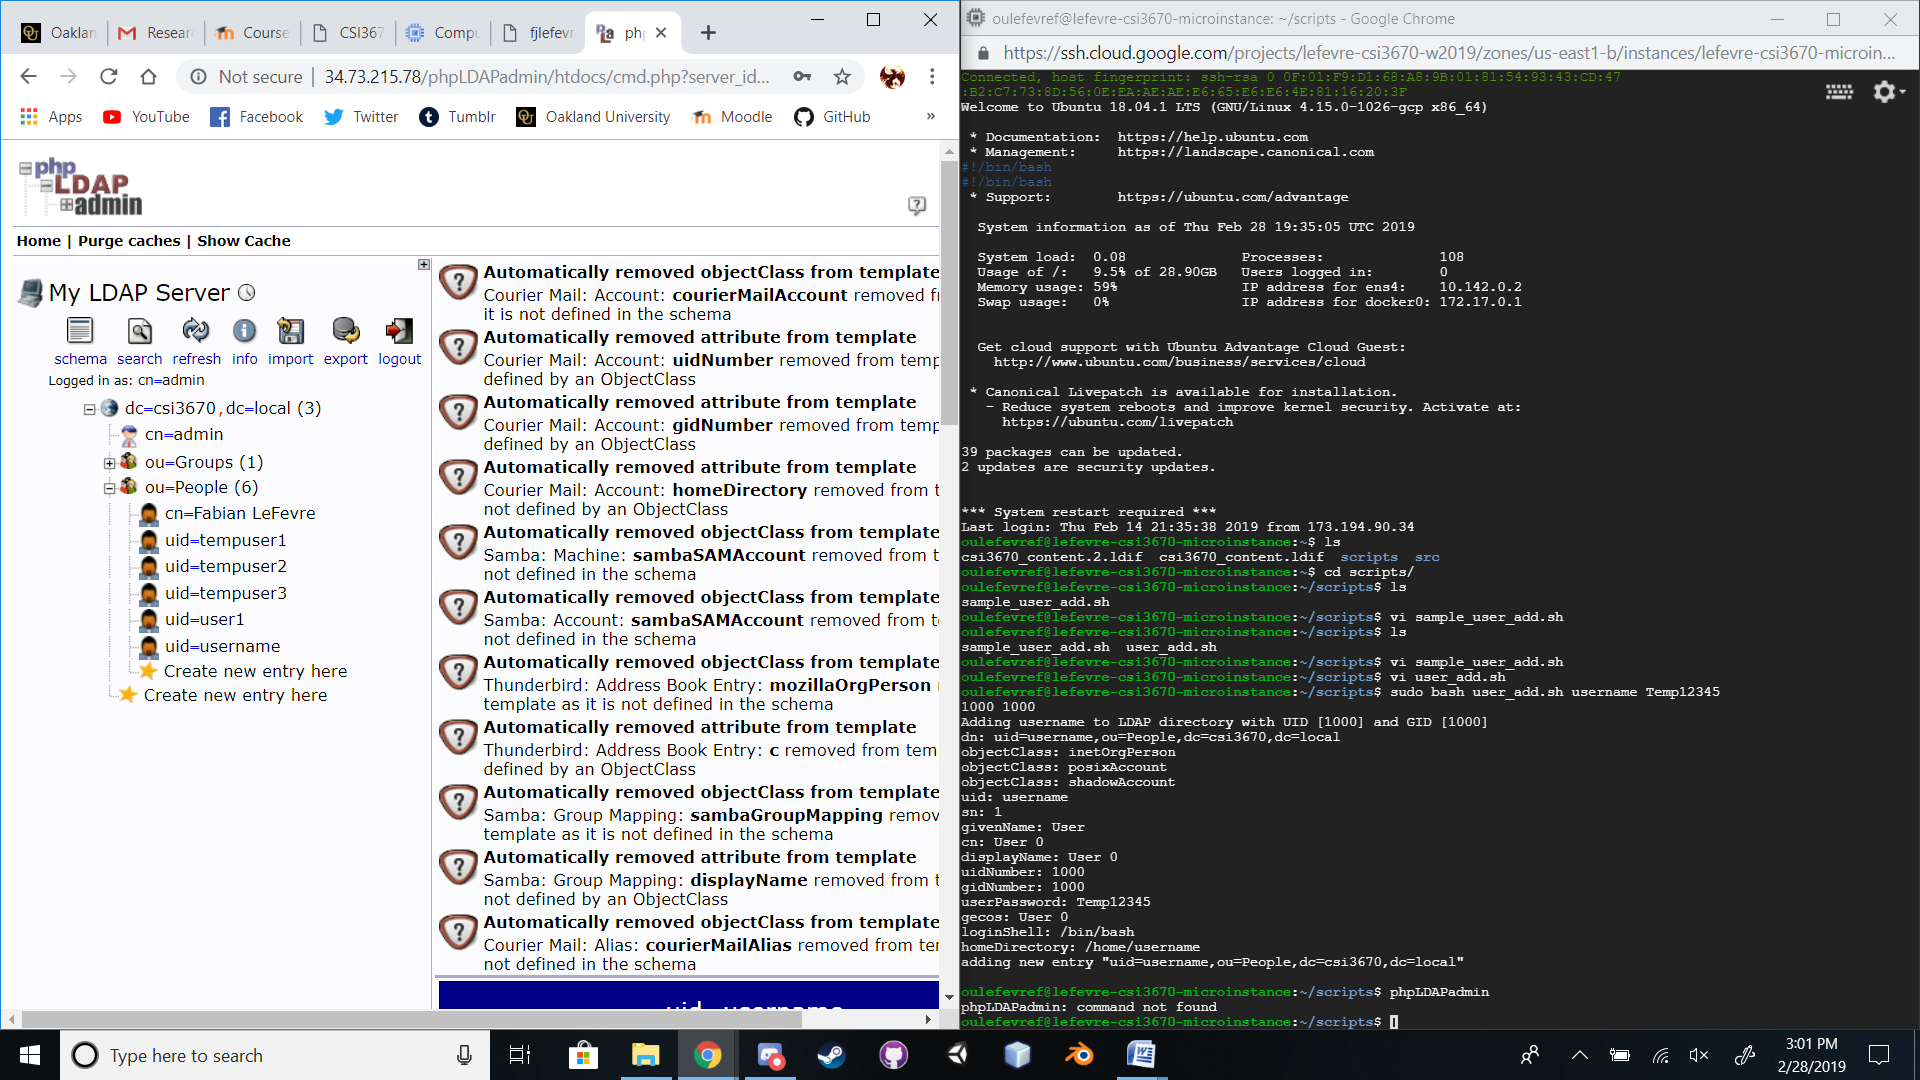 Oaklan
Resear
Course
CSI367
Compu
fjlefevr
php
Not secure | 34.73.215.78/phpLDAPadmin/htdocs/cmd.php?server_id...
Apps YouTube Facebook Twitter Tumblr Oakland University Moodle GitHub »
php
LDAP
admin
Home | Purge caches | Show Cache
My LDAP Server
schema search refresh info import export logout
Logged in as: cn=admin
dc=csi3670,dc=local (3)
cn=admin
ou=Groups (1)
ou=People (6)
cn=Fabian LeFevre
uid=tempuser1
uid=tempuser2
uid=tempuser3
uid=user1
uid=username
Create new entry here
Create new entry here
Automatically removed objectClass from template
Courier Mail: Account: courierMailAccount removed f
it is not defined in the schema
Automatically removed attribute from template
Courier Mail: Account: uidNumber removed from temp
defined by an ObjectClass
Automatically removed attribute from template
Courier Mail: Account: gidNumber removed from temp
defined by an ObjectClass
Automatically removed attribute from template
Courier Mail: Account: homeDirectory removed from t
not defined by an ObjectClass
Automatically removed objectClass from template
Samba: Machine: sambaSAMAccount removed from t
not defined in the schema
Automatically removed objectClass from template
Samba: Account: sambaSAMAccount removed from t
not defined in the schema
Automatically removed objectClass from template
Thunderbird: Address Book Entry: mozillaOrgPerson
template as it is not defined in the schema
Automatically removed attribute from template
Thunderbird: Address Book Entry: c removed from tem
defined by an ObjectClass
Automatically removed objectClass from template
Samba: Group Mapping: sambaGroupMapping remov
template as it is not defined in the schema
Automatically removed attribute from template
Samba: Group Mapping: displayName removed from t
not defined by an ObjectClass
Automatically removed objectClass from template
Courier Mail: Alias: courierMailAlias removed from ter
not defined in the schema
uid=username
oulefevref@lefevre-csi3670-microinstance: ~/scripts - Google Chrome
https://ssh.cloud.google.com/projects/lefevre-csi3670-w2019/zones/us-east1-b/instances/lefevre-csi3670-microin...
Connected, host fingerprint: ssh-rsa 0 0F:01:F9:D1:68:A8:9B:01:81:54:93:43:CD:47
:B2:C7:73:8D:56:0E:EA:AE:AE:E6:65:E6:E6:4E:81:16:20:3F
Welcome to Ubuntu 18.04.1 LTS (GNU/Linux 4.15.0-1026-gcp x86_64)
* Documentation: https://help.ubuntu.com
* Management: https://landscape.canonical.com
#!/bin/bash
#!/bin/bash
* Support: https://ubuntu.com/advantage
System information as of Thu Feb 28 19:35:05 UTC 2019
System load: 0.08 Processes: 108
Usage of /: 9.5% of 28.90GB Users logged in: 0
Memory usage: 59% IP address for ens4: 10.142.0.2
Swap usage: 0% IP address for docker0: 172.17.0.1
Get cloud support with Ubuntu Advantage Cloud Guest:
http://www.ubuntu.com/business/services/cloud
* Canonical Livepatch is available for installation.
- Reduce system reboots and improve kernel security. Activate at:
https://ubuntu.com/livepatch
39 packages can be updated.
2 updates are security updates.
*** System restart required ***
Last login: Thu Feb 14 21:35:38 2019 from 173.194.90.34
oulefevref@lefevre-csi3670-microinstance:~$ ls
csi3670_content.2.ldif csi3670_content.ldif scripts src
oulefevref@lefevre-csi3670-microinstance:~$ cd scripts/
oulefevref@lefevre-csi3670-microinstance:~/scripts$ ls
sample_user_add.sh
oulefevref@lefevre-csi3670-microinstance:~/scripts$ vi sample_user_add.sh
oulefevref@lefevre-csi3670-microinstance:~/scripts$ ls
sample_user_add.sh user_add.sh
oulefevref@lefevre-csi3670-microinstance:~/scripts$ vi sample_user_add.sh
oulefevref@lefevre-csi3670-microinstance:~/scripts$ vi user_add.sh
oulefevref@lefevre-csi3670-microinstance:~/scripts$ sudo bash user_add.sh username Temp12345
1000 1000
Adding username to LDAP directory with UID [1000] and GID [1000]
dn: uid=username,ou=People,dc=csi3670,dc=local
objectClass: inetOrgPerson
objectClass: posixAccount
objectClass: shadowAccount
uid: username
sn: 1
givenName: User
cn: User 0
displayName: User 0
uidNumber: 1000
gidNumber: 1000
userPassword: Temp12345
gecos: User 0
loginShell: /bin/bash
homeDirectory: /home/username
adding new entry "uid=username,ou=People,dc=csi3670,dc=local"
oulefevref@lefevre-csi3670-microinstance:~/scripts$ phpLDAPadmin
phpLDAPadmin: command not found
oulefevref@lefevre-csi3670-microinstance:~/scripts$
Type here to search
3:01 PM
2/28/2019